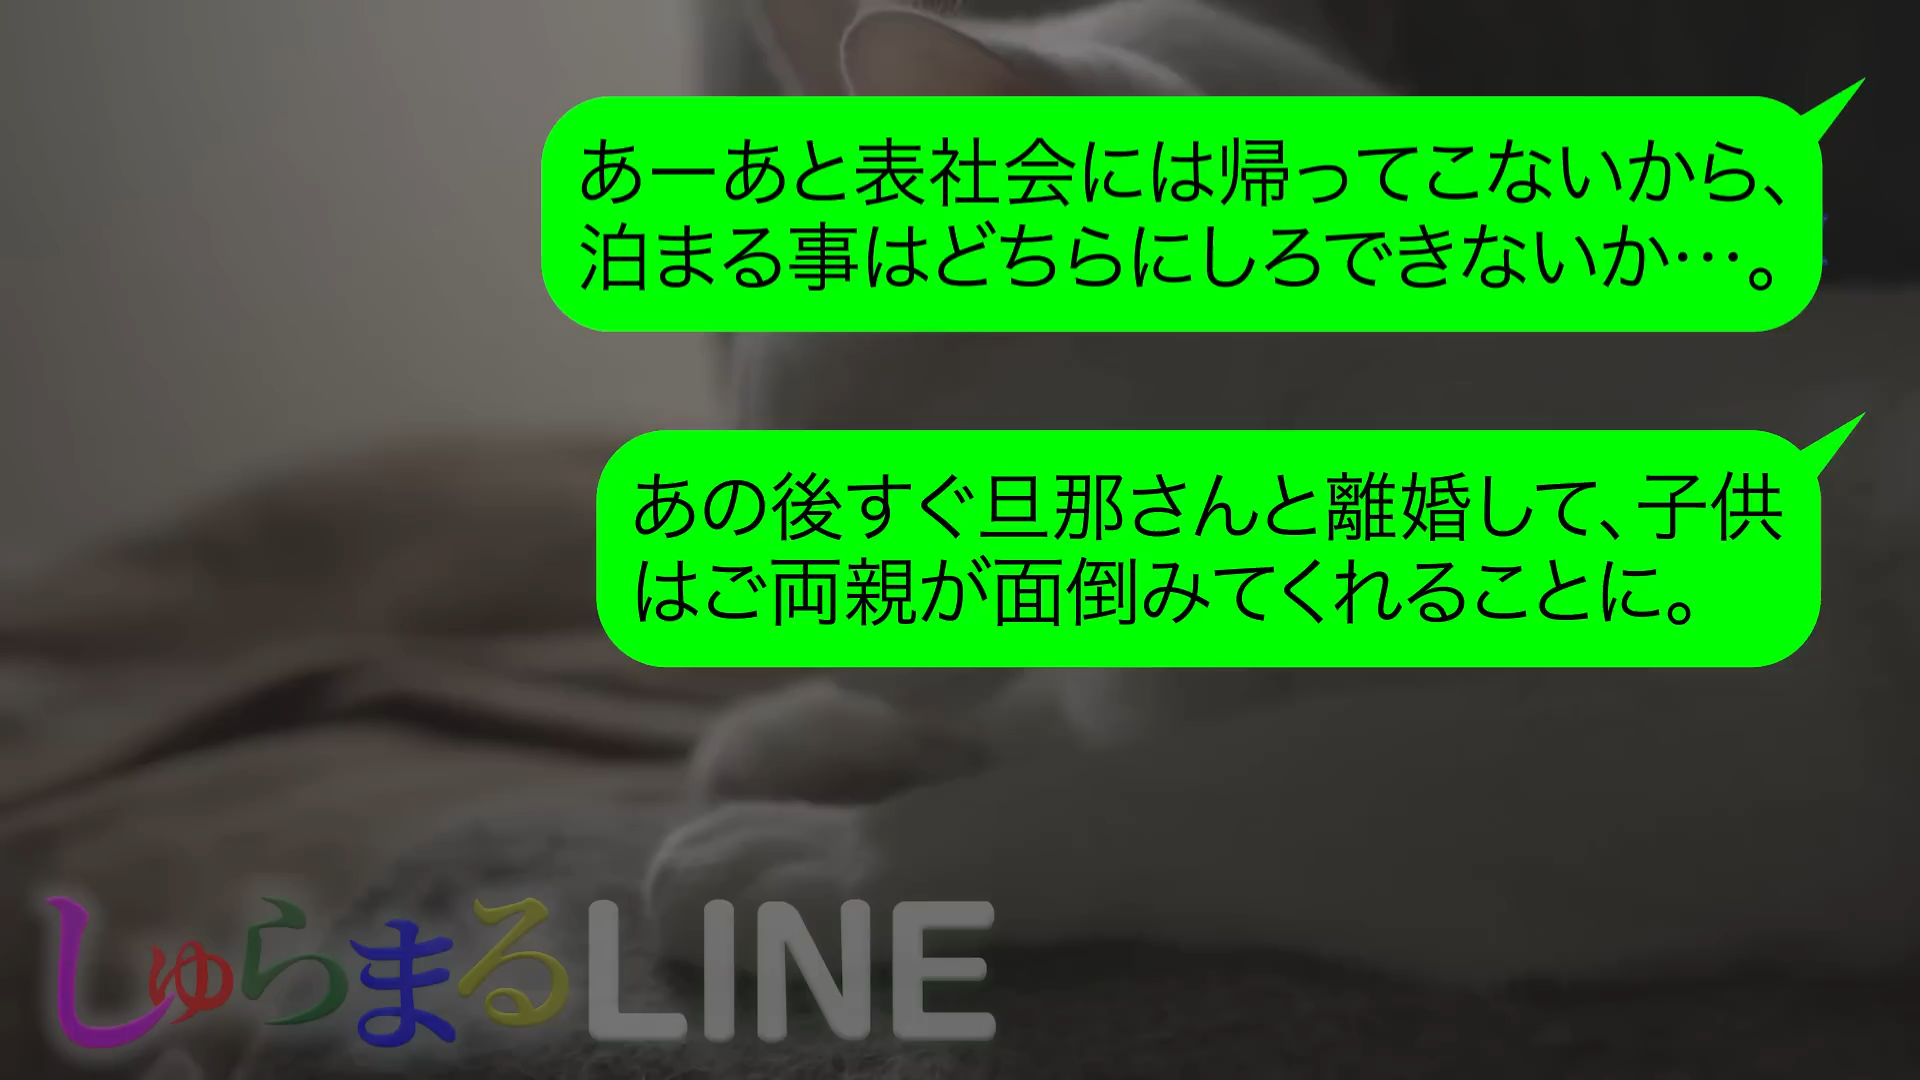 あーあと表社会には帰ってこないから、
泊まる事はどちらにしろできないか…。
あの後すぐ旦那さんと離婚して、子供
はご両親が面倒みてくれることに。
しゅらまるLINE